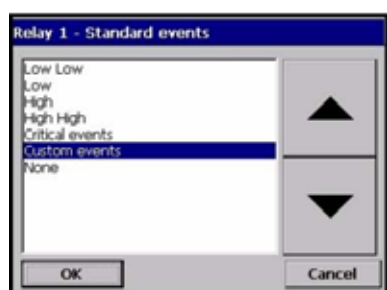 Relay 1 - Standard events
Low Low
Low
High
High High
Critical events
Custom events
None
OK
Cancel